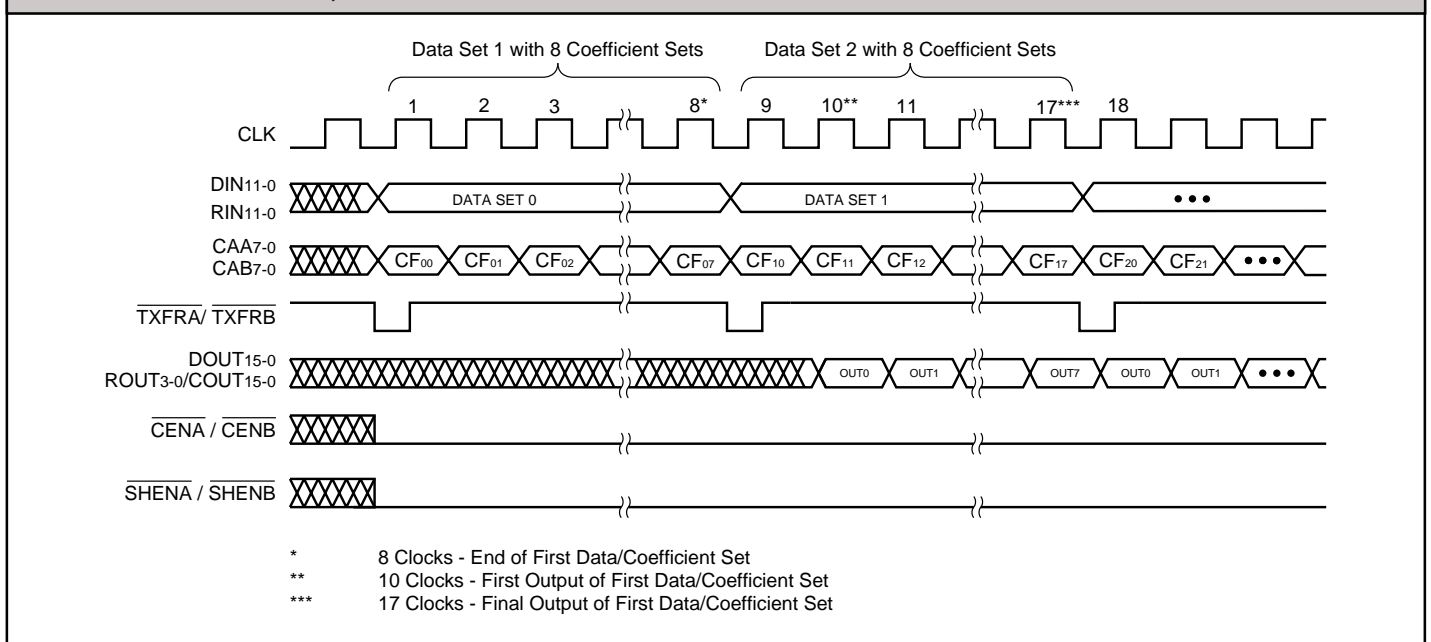 Data Set 1 with 8 Coefficient Sets Data Set 2 with 8 Coefficient Sets
1 2 3 8* 9 10** 11 17*** 18
CLK
DIN11-0
RIN11-0
DATA SET 0 DATA SET 1 •••
CAA7-0
CAB7-0
CF00 CF01 CF02 CF07 CF10 CF11 CF12 CF17 CF20 CF21 •••
TXFRA/ TXFRB
DOUT15-0
ROUT3-0/COUT15-0
OUT0 OUT1 OUT7 OUT0 OUT1 •••
CENA / CENB
SHENA / SHENB
* 8 Clocks - End of First Data/Coefficient Set
** 10 Clocks - First Output of First Data/Coefficient Set
*** 17 Clocks - Final Output of First Data/Coefficient Set